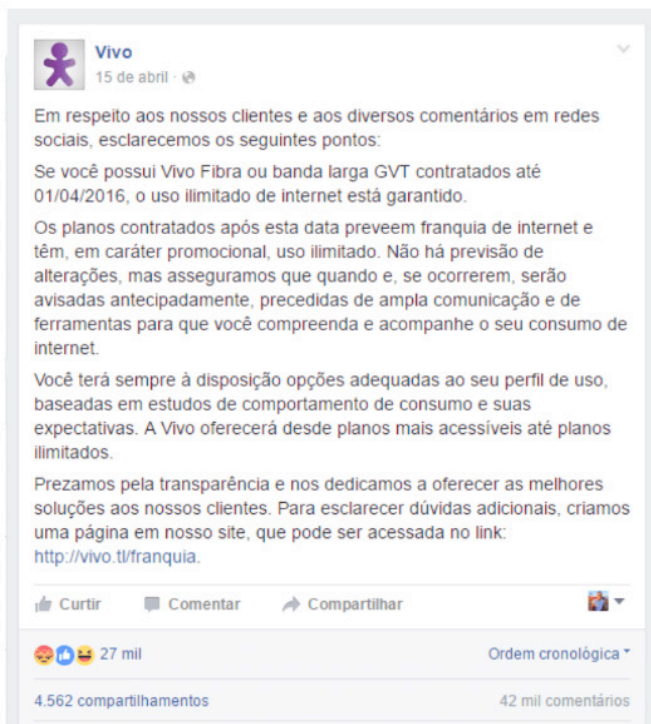 Vivo
15 de abril ·
Em respeito aos nossos clientes e aos diversos comentários em redes
sociais, esclarecemos os seguintes pontos:
Se você possui Vivo Fibra ou banda larga GVT contratados até
01/04/2016, o uso ilimitado de internet está garantido.
Os planos contratados após esta data preveem franquia de internet e
têm, em caráter promocional, uso ilimitado. Não há previsão de
alterações, mas asseguramos que quando e, se ocorrerem, serão
avisadas antecipadamente, precedidas de ampla comunicação e de
ferramentas para que você compreenda e acompanhe o seu consumo de
internet.
Você terá sempre à disposição opções adequadas ao seu perfil de uso,
baseadas em estudos de comportamento de consumo e suas
expectativas. A Vivo oferecerá desde planos mais acessíveis até planos
ilimitados.
Prezamos pela transparência e nos dedicamos a oferecer as melhores
soluções aos nossos clientes. Para esclarecer dúvidas adicionais, criamos
uma página em nosso site, que pode ser acessada no link:
http://vivo.tl/franquia.
Curtir Comentar Compartilhar
27 mil Ordem cronológica
4.562 compartilhamentos 42 mil comentários